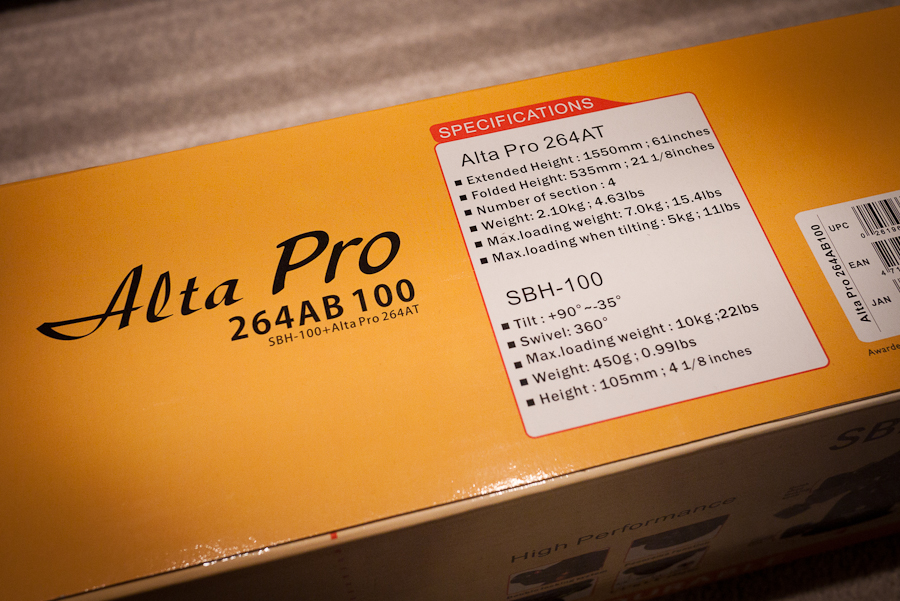 Alta Pro
264AB 100
SBH-100+Alta Pro 264AT
SPECIFICATIONS
Alta Pro 264AT
■ Extended Height : 1550mm ; 61inches
■ Folded Height: 535mm ; 21 1/8inches
■ Number of section : 4
■ Weight: 2.10kg ; 4.63lbs
■ Max.loading weight: 7.0kg ; 15.4lbs
■ Max.loading when tilting : 5kg ; 11lbs
SBH-100
■ Tilt : +90° ~-35°
■ Swivel: 360°
■ Max.loading weight : 10kg ;22lbs
■ Weight: 450g ; 0.99lbs
■ Height : 105mm ; 4 1/8 inches
Alta Pro 264AB100
UPC
EAN
JAN
Awarde
High Performance
SB